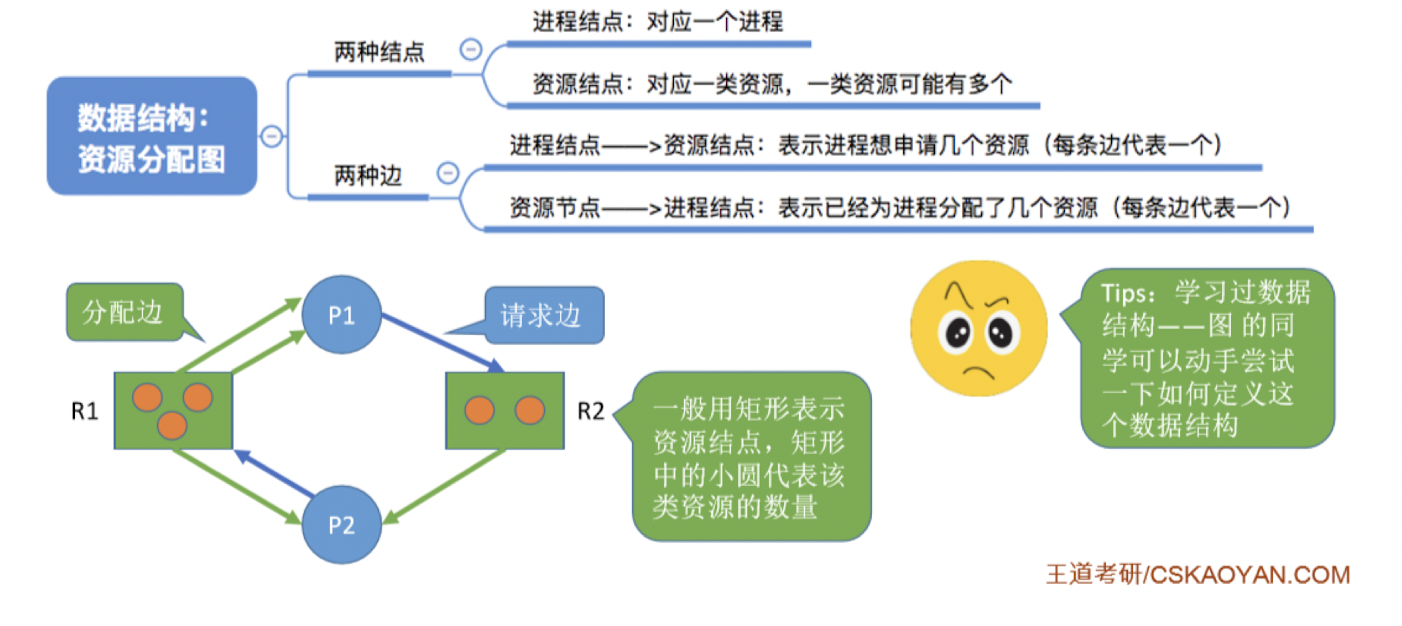 数据结构：
资源分配图
两种结点
进程结点：对应一个进程
资源结点：对应一类资源，一类资源可能有多个
两种边
进程结点——>资源结点：表示进程想申请几个资源（每条边代表一个）
资源节点——>进程结点：表示已经为进程分配了几个资源（每条边代表一个）
分配边
P1
请求边
R1
R2
P2
一般用矩形表示
资源结点，矩形
中的小圆代表该
类资源的数量
Tips：学习过数据
结构——图 的同
学可以动手尝试
一下如何定义这
个数据结构
王道考研/CSKAOYAN.COM